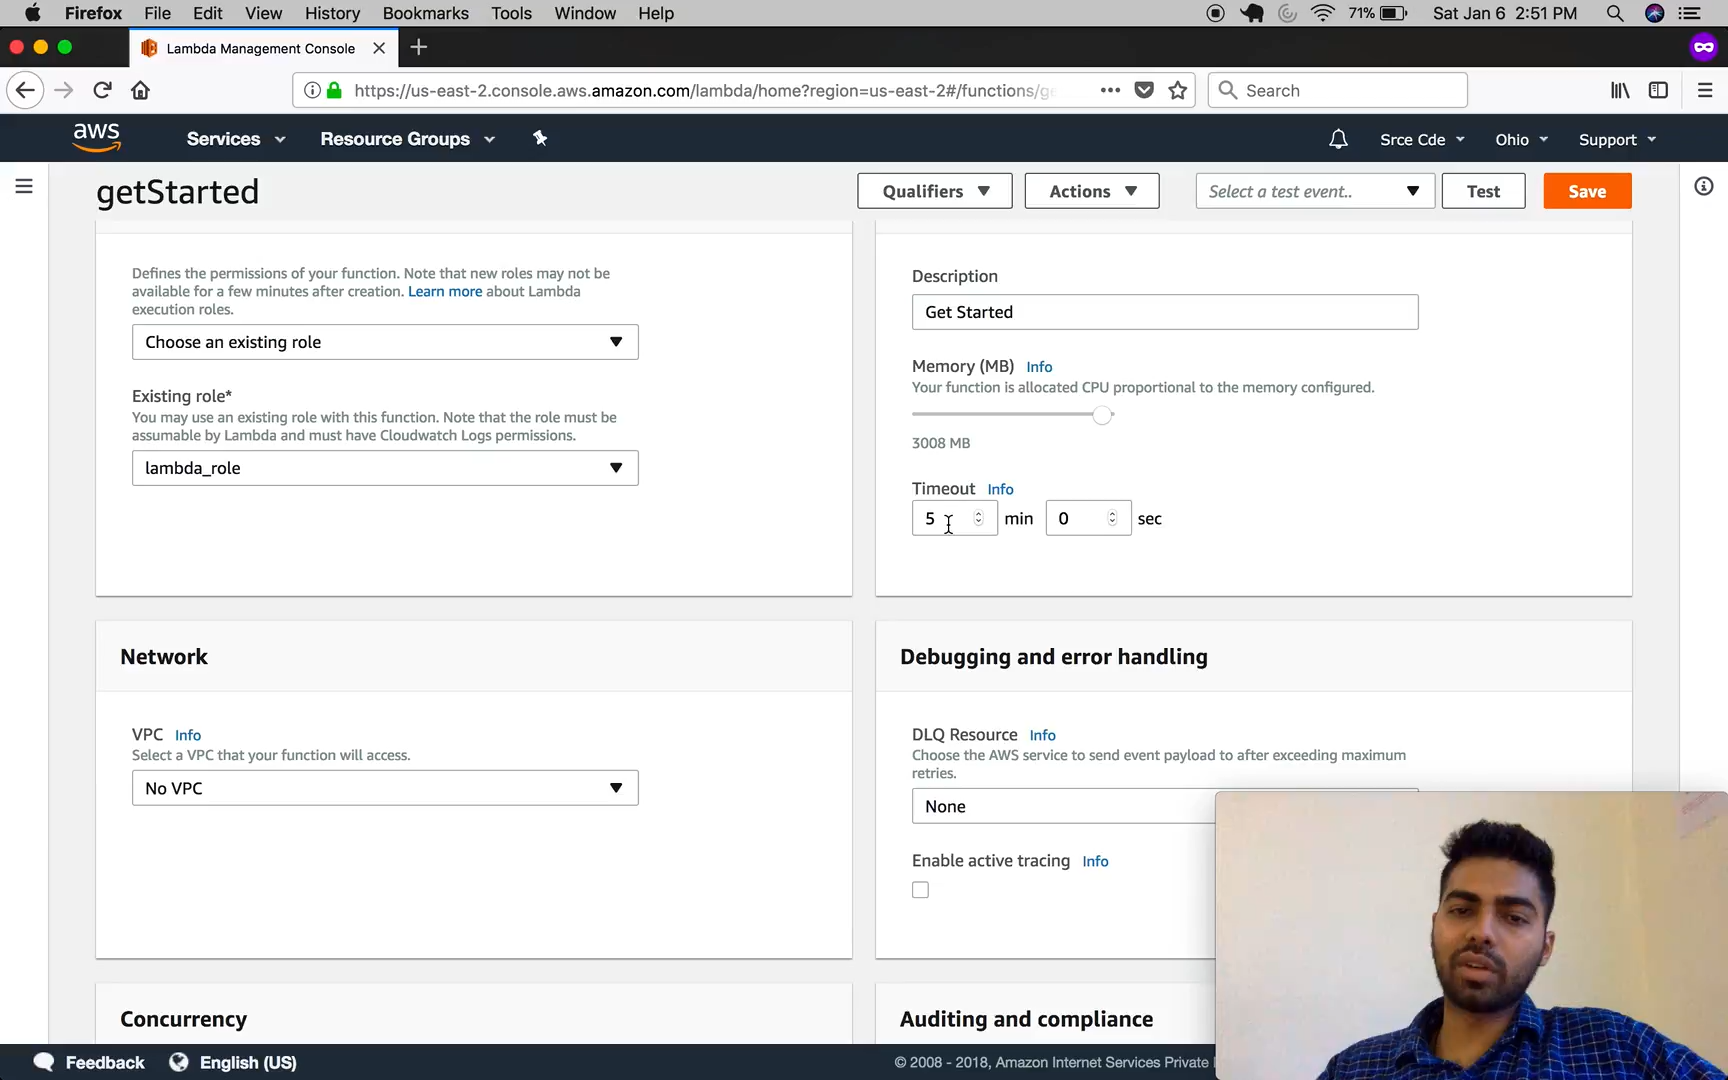 Firefox File Edit View History Bookmarks Tools Window Help 71% Sat Jan 6 2:51 PM
Lambda Management Console
https://us-east-2.console.aws.amazon.com/lambda/home?region=us-east-2#/functions/ge ••• Search
aws Services Resource Groups Srce Cde Ohio Support
getStarted Qualifiers Actions Select a test event.. Test Save
Defines the permissions of your function. Note that new roles may not be
available for a few minutes after creation. Learn more about Lambda
execution roles.
Choose an existing role
Existing role*
You may use an existing role with this function. Note that the role must be
assumable by Lambda and must have Cloudwatch Logs permissions.
lambda_role
Description
Get Started
Memory (MB) Info
Your function is allocated CPU proportional to the memory configured.
3008 MB
Timeout Info
5 min 0 sec
Network
VPC Info
Select a VPC that your function will access.
No VPC
Debugging and error handling
DLQ Resource Info
Choose the AWS service to send event payload to after exceeding maximum
retries.
None
Enable active tracing Info
Concurrency
Auditing and compliance
Feedback English (US)
© 2008 - 2018, Amazon Internet Services Private